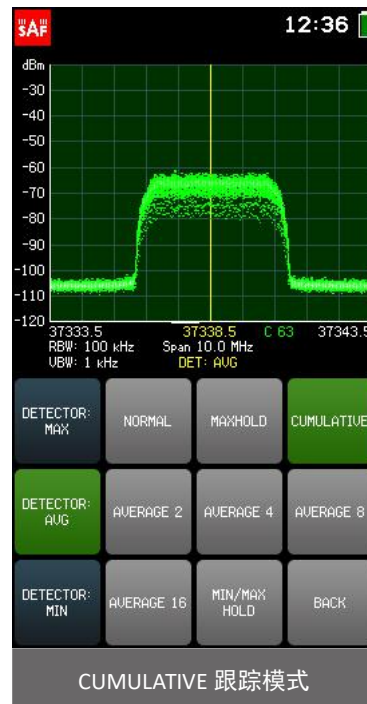 SAF 12:36
dBm
-30
-40
-50
-60
-70
-80
-90
-100
-110
-120
37333.5 37338.5 C 63 37343.5
RBW: 100 kHz Span 10.0 MHz
VBW: 1 kHz DET: AVG
DETECTOR: MAX NORMAL MAXHOLD CUMULATIVE
DETECTOR: AVG AVERAGE 2 AVERAGE 4 AVERAGE 8
DETECTOR: MIN AVERAGE 16 MIN/MAX HOLD BACK
CUMULATIVE 跟踪模式